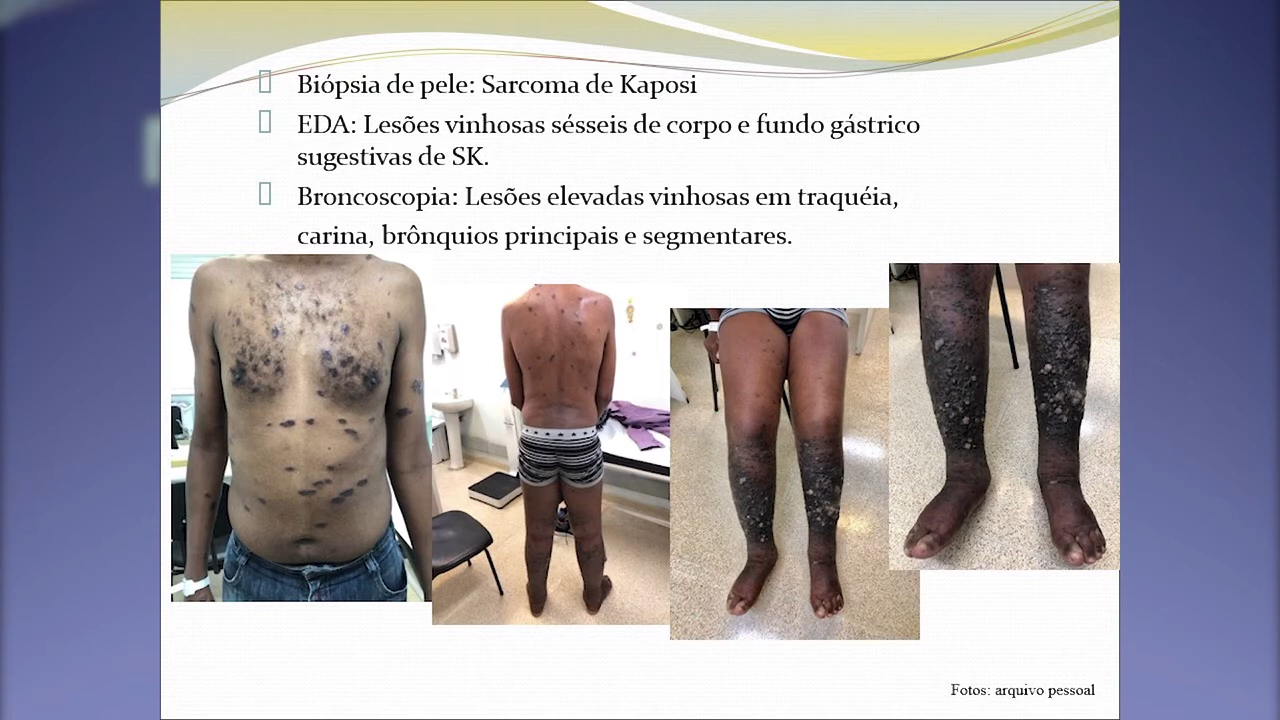 Biópsia de pele: Sarcoma de Kaposi
EDA: Lesões vinhosas sésseis de corpo e fundo gástrico
sugestivas de SK.
Broncoscopia: Lesões elevadas vinhosas em traquéia,
carina, brônquios principais e segmentares.
Fotos: arquivo pessoal